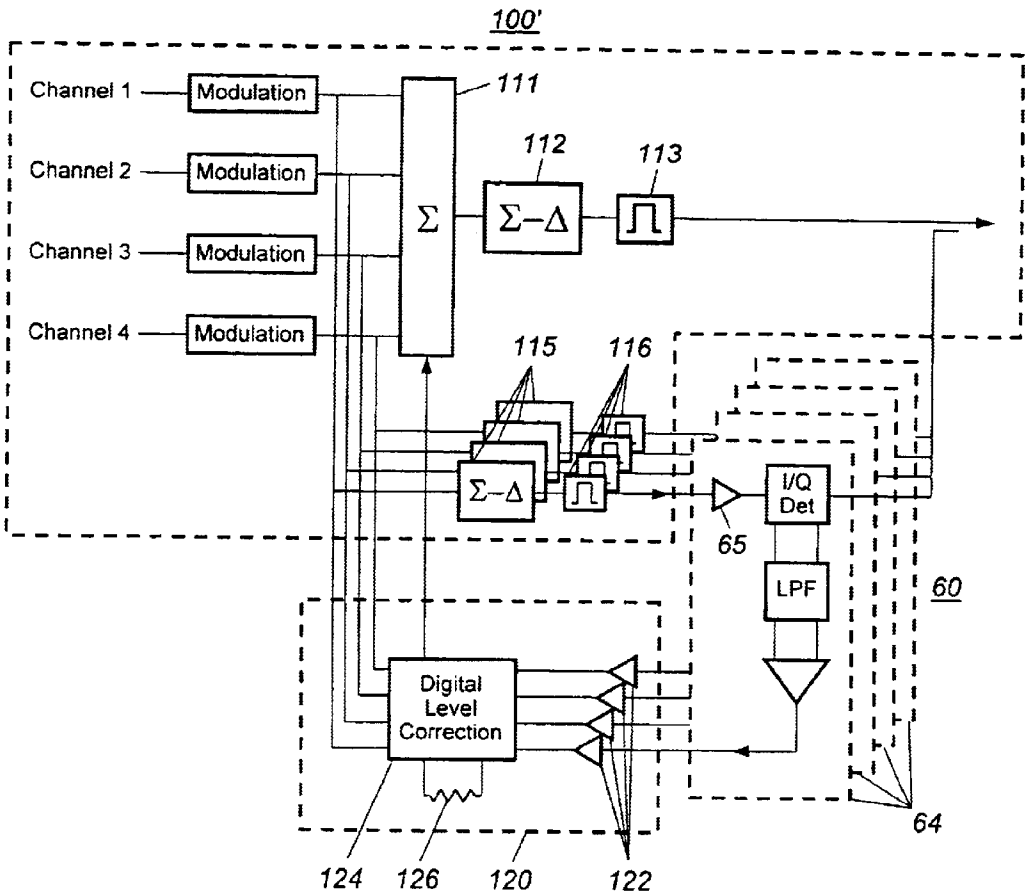 100'
Channel 1 Modulation 111
112 113
Channel 2 Modulation
Σ Σ–Δ
Channel 3 Modulation
Channel 4 Modulation
115 116
Σ–Δ
I/Q
Det
65
LPF
60
Digital
Level
Correction
64
124 126 120 122